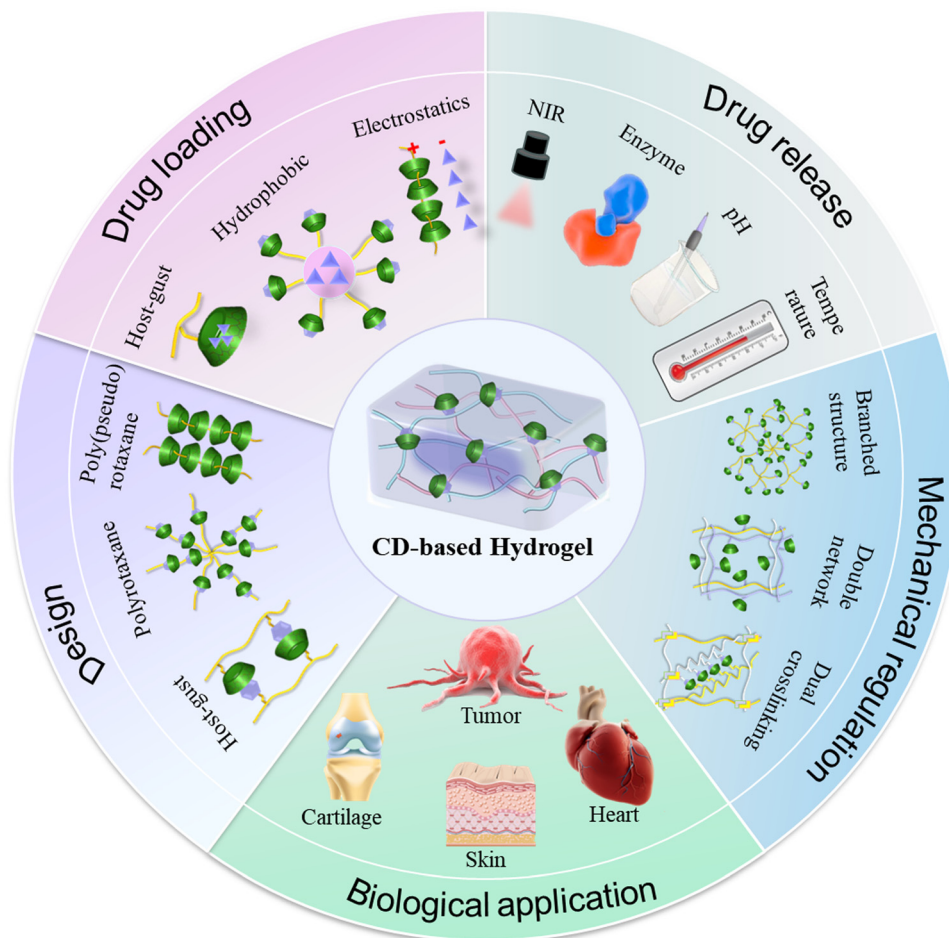 Drug loading
Electrostatics
+ -
Hydrophobic
Host-gust
Drug release
NIR
Enzyme
pH
Tempe
rature
Mechanical regulation
Branched
structure
Double
network
Dual
crosslinking
Biological application
Tumor
Cartilage
Heart
Skin
Design
Poly(pseudo)
rotaxane
Polyrotaxane
Host-gust
CD-based Hydrogel